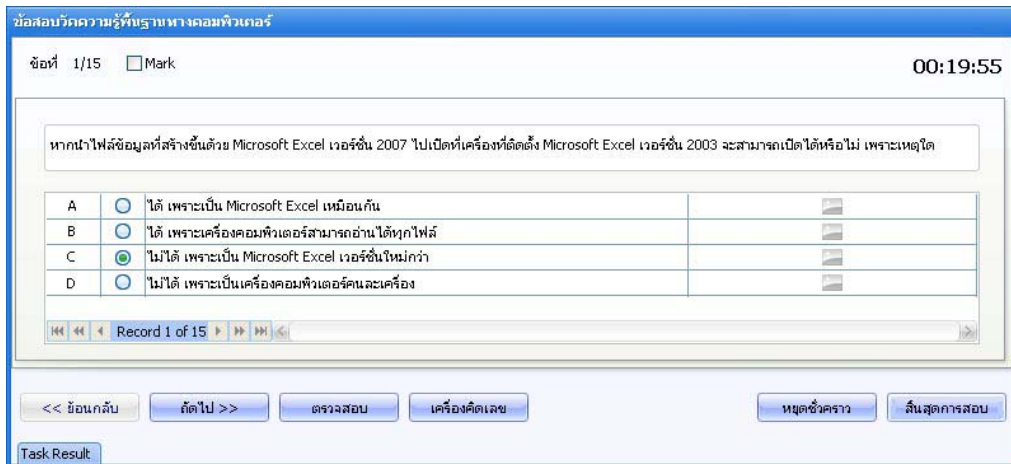 ข้อสอบวัดความรู้พื้นฐานทางคอมพิวเตอร์
ข้อที่ 1/15 Mark 00:19:55
หากนำไฟล์ข้อมูลที่สร้างขึ้นด้วย Microsoft Excel เวอร์ชั่น 2007 ไปเปิดที่เครื่องที่ติดตั้ง Microsoft Excel เวอร์ชั่น 2003 จะสามารถเปิดได้หรือไม่ เพราะเหตุใด
A ได้ เพราะเป็น Microsoft Excel เหมือนกัน
B ได้ เพราะเครื่องคอมพิวเตอร์สามารถอ่านได้ทุกไฟล์
C ไม่ได้ เพราะเป็น Microsoft Excel เวอร์ชั่นใหม่กว่า
D ไม่ได้ เพราะเป็นเครื่องคอมพิวเตอร์คนละเครื่อง
Record 1 of 15
<< ย้อนกลับ ถัดไป >> ตรวจสอบ เครื่องคิดเลข หยุดชั่วคราว สิ้นสุดการสอบ
Task Result